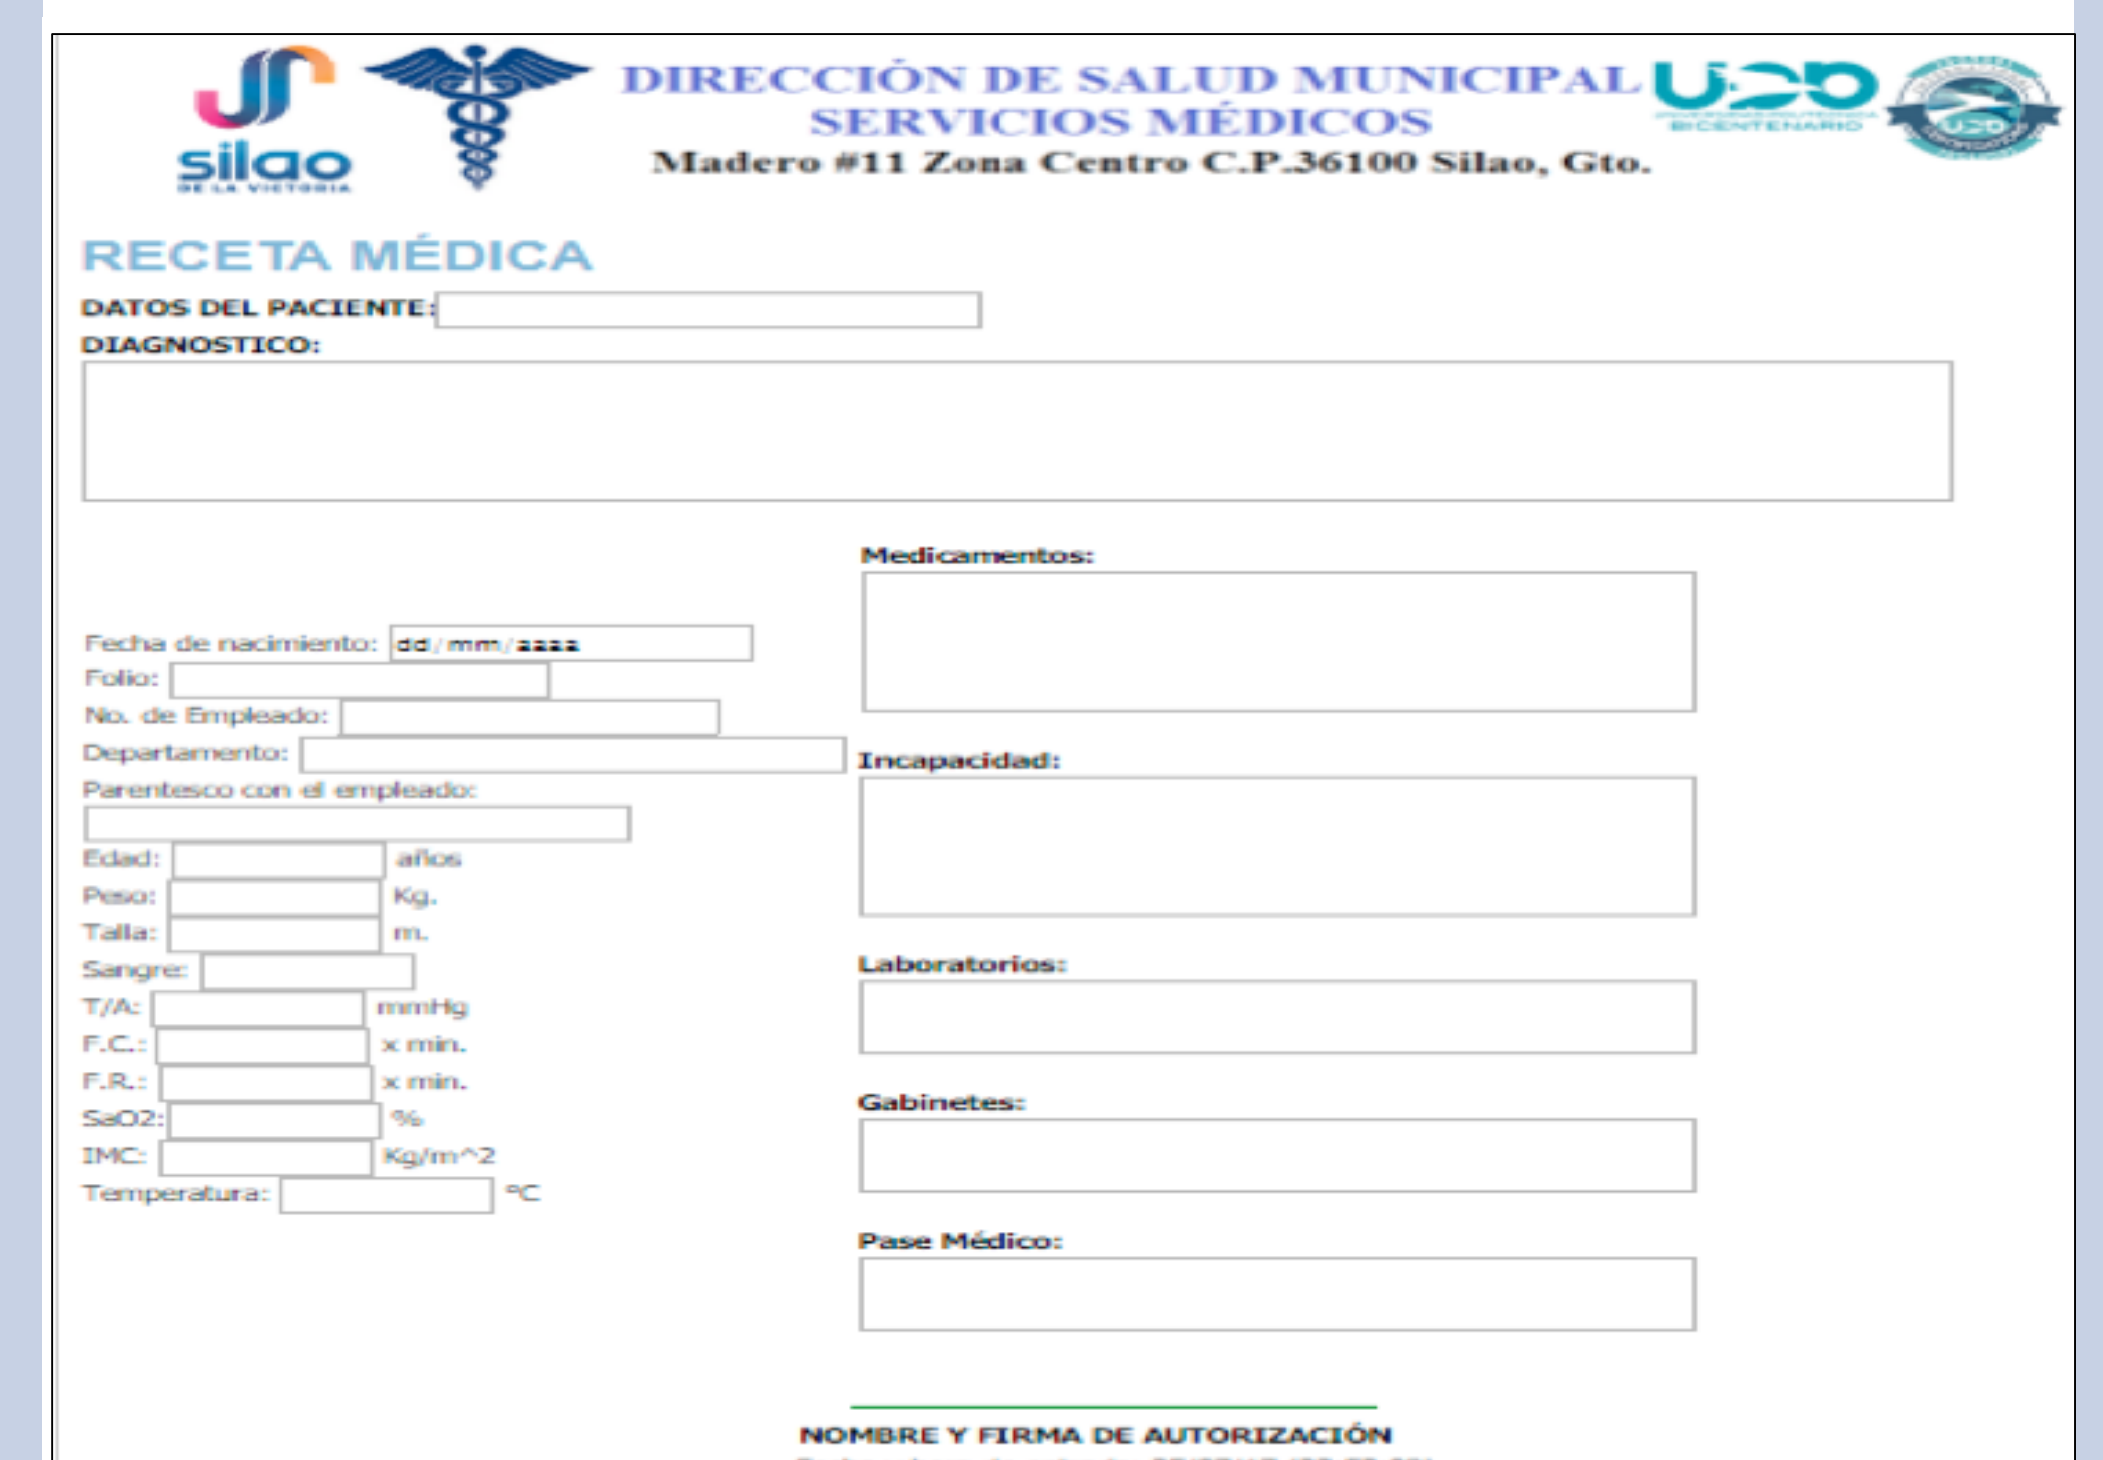 silao
DE LA VICTORIA
DIRECCIÓN DE SALUD MUNICIPAL
SERVICIOS MÉDICOS
Madero #11 Zona Centro C.P.36100 Silao, Gto.
BICENTENARIO
RECETA MÉDICA
DATOS DEL PACIENTE:
DIAGNOSTICO:
Fecha de nacimiento: dd/mm/aaaa
Folio:
No. de Empleado:
Departamento:
Parentesco con el empleado:
Edad: años
Peso: Kg.
Talla: m.
Sangre:
T/A: mmHg
F.C.: x min.
F.R.: x min.
SaO2: %
IMC: Kg/m^2
Temperatura: °C
Medicamentos:
Incapacidad:
Laboratorios:
Gabinetes:
Pase Médico:
NOMBRE Y FIRMA DE AUTORIZACIÓN